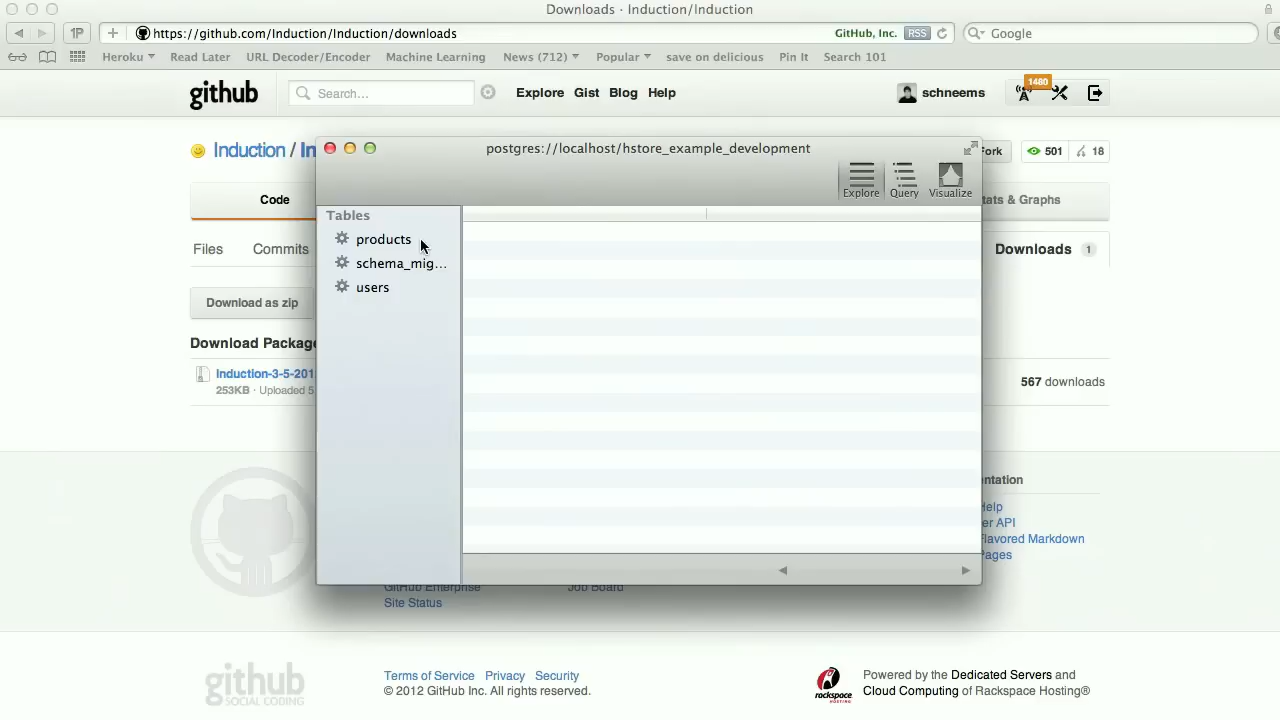 Downloads · Induction/Induction
1P
https://github.com/Induction/Induction/downloads
GitHub, Inc.
RSS
Google
Heroku
Read Later
URL Decoder/Encoder
Machine Learning
News (712)
Popular
save on delicious
Pin It
Search 101
github
Search...
Explore
Gist
Blog
Help
schneems
1480
Induction / In
ork
501
18
postgres://localhost/hstore_example_development
Explore
Query
Visualize
Code
tats & Graphs
Tables
products
schema_mig...
users
Files
Commits
Downloads
1
Download as zip
Download Package
Induction-3-5-201
253KB · Uploaded 5
567 downloads
ntation
Help
er API
Flavored Markdown
Pages
GitHub Enterprise
Job Board
Site Status
github
SOCIAL CODING
Terms of Service
Privacy
Security
© 2012 GitHub Inc. All rights reserved.
rackspace
HOSTING
Powered by the Dedicated Servers and
Cloud Computing of Rackspace Hosting®